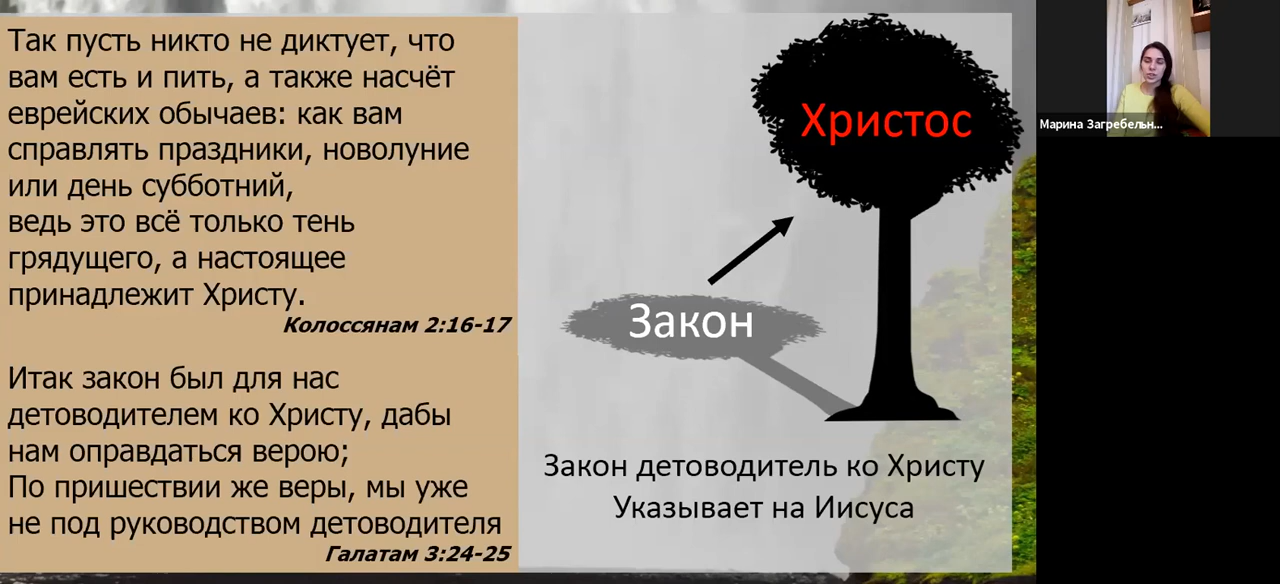 Так пусть никто не диктует, что
вам есть и пить, а также насчёт
еврейских обычаев: как вам
справлять праздники, новолуние
или день субботний,
ведь это всё только тень
грядущего, а настоящее
принадлежит Христу.
Колоссянам 2:16-17
Итак закон был для нас
детоводителем ко Христу, дабы
нам оправдаться верою;
По пришествии же веры, мы уже
не под руководством детоводителя
Галатам 3:24-25
Христос
Закон
Закон детоводитель ко Христу
Указывает на Иисуса
Марина Загребельн...